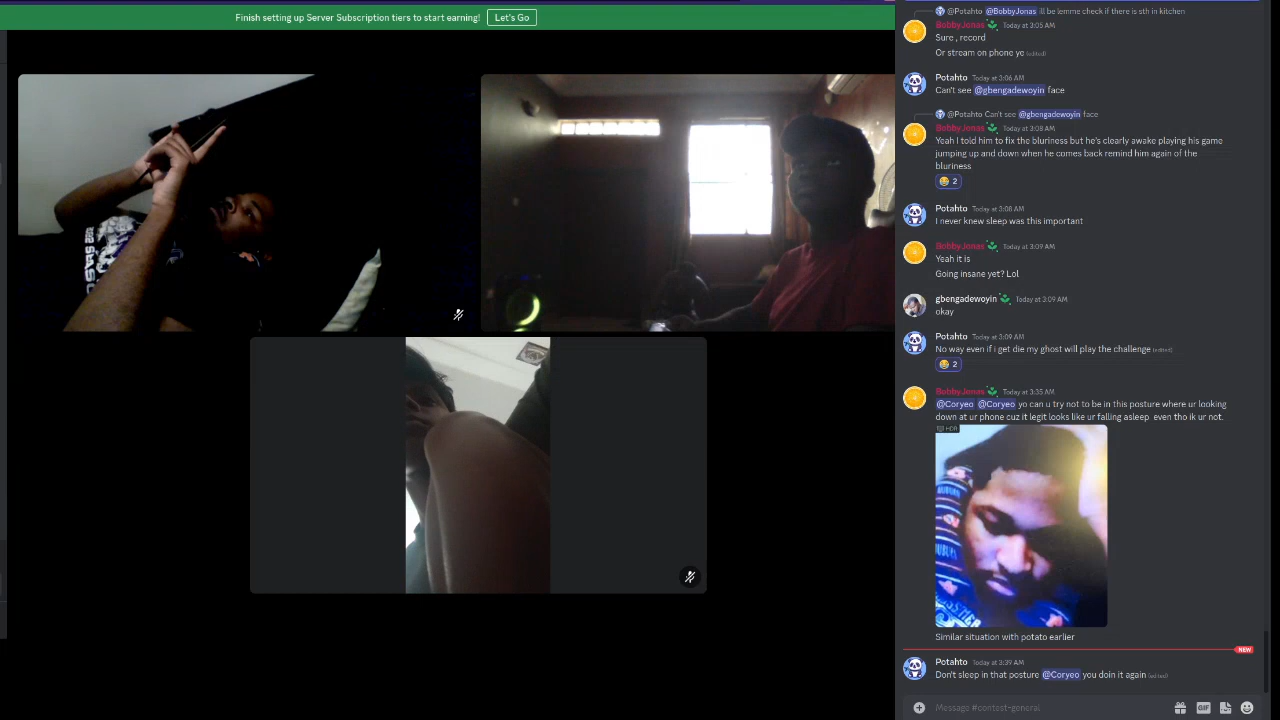 Finish setting up Server Subscription tiers to start earning! Let's Go
@Potahto @BobbyJonas ill be lemme check if there is sth in kitchen
BobbyJonas Today at 3:05 AM
Sure , record
Or stream on phone ye (edited)
Potahto Today at 3:06 AM
Can't see @gbengadewoyin face
@Potahto Can't see @gbengadewoyin face
BobbyJonas Today at 3:08 AM
Yeah I told him to fix the bluriness but he's clearly awake playing his game
jumping up and down when he comes back remind him again of the
bluriness
2
Potahto Today at 3:08 AM
I never knew sleep was this important
BobbyJonas Today at 3:09 AM
Yeah it is
Going insane yet? Lol
gbengadewoyin Today at 3:09 AM
okay
Potahto Today at 3:09 AM
No way even if i get die my ghost will play the challenge (edited)
2
BobbyJonas Today at 3:35 AM
@Coryeo @Coryeo yo can u try not to be in this posture where ur looking
down at ur phone cuz it legit looks like ur falling asleep even tho ik ur not.
HDR
Similar situation with potato earlier
NEW
Potahto Today at 3:39 AM
Don't sleep in that posture @Coryeo you doin it again (edited)
Message #contest-general
GIF